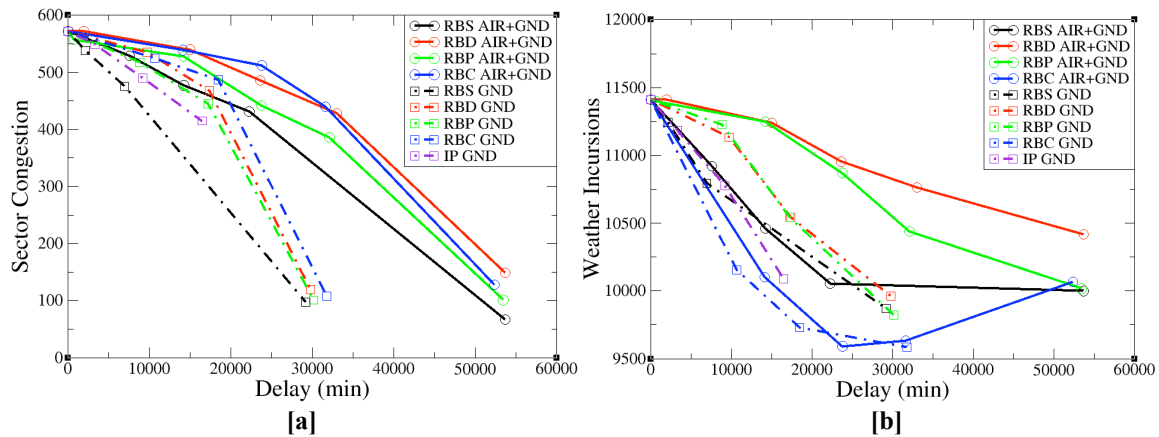 600
500
400
300
200
100
0
Sector Congestion
0 10000 20000 30000 40000 50000 60000
Delay (min)
RBS AIR+GND
RBD AIR+GND
RBP AIR+GND
RBC AIR+GND
RBS GND
RBD GND
RBP GND
RBC GND
IP GND
[a]
12000
11500
11000
10500
10000
9500
Weather Incursions
0 10000 20000 30000 40000 50000 60000
Delay (min)
RBS AIR+GND
RBD AIR+GND
RBP AIR+GND
RBC AIR+GND
RBS GND
RBD GND
RBP GND
RBC GND
IP GND
[b]